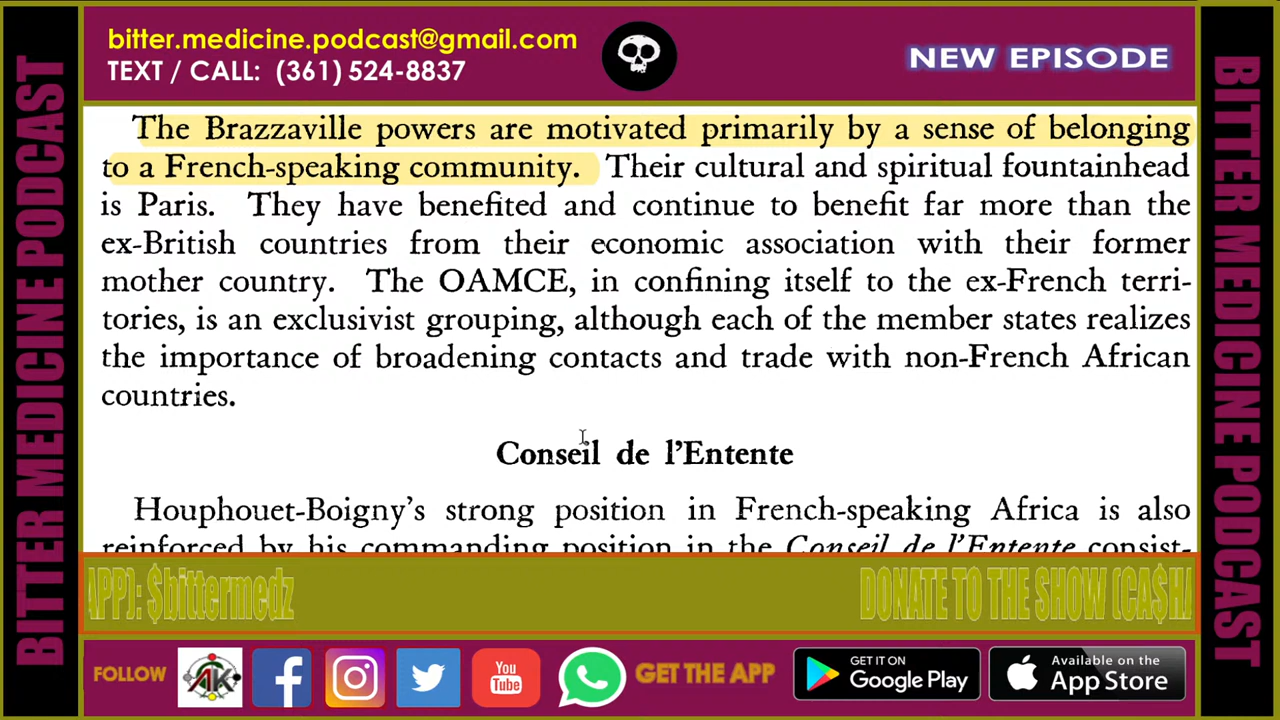 bitter.medicine.podcast@gmail.com
TEXT / CALL: (361) 524-8837
NEW EPISODE
BITTER MEDICINE PODCAST
The Brazzaville powers are motivated primarily by a sense of belonging
to a French-speaking community. Their cultural and spiritual fountainhead
is Paris. They have benefited and continue to benefit far more than the
ex-British countries from their economic association with their former
mother country. The OAMCE, in confining itself to the ex-French terri-
tories, is an exclusivist grouping, although each of the member states realizes
the importance of broadening contacts and trade with non-French African
countries.
Conseil de l'Entente
Houphouet-Boigny's strong position in French-speaking Africa is also
reinforced by his commanding position in the Conseil de l'Entente consist-
BITTER MEDICINE PODCAST
APP): $bittermedz
DONATE TO THE SHOW (CA$H
FOLLOW
ATK
You
Tube
GET THE APP
GET IT ON
Google Play
Available on the
App Store